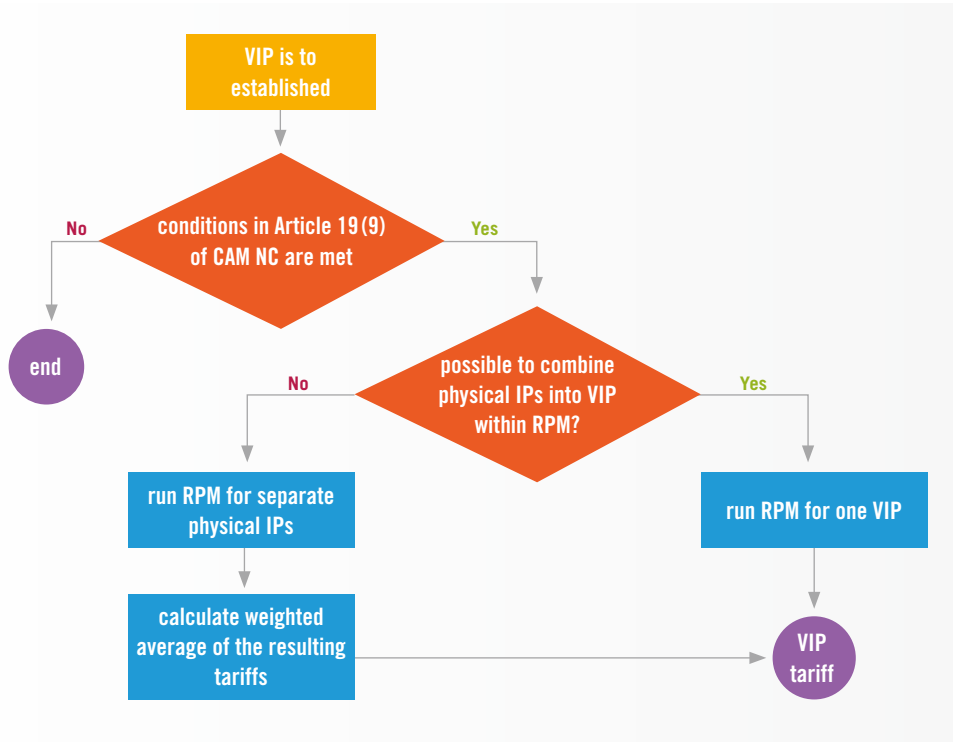 VIP is to
established
conditions in Article 19(9)
of CAM NC are met
No
Yes
end
possible to combine
physical IPs into VIP
within RPM?
No
Yes
run RPM for separate
physical IPs
run RPM for one VIP
calculate weighted
average of the resulting
tariffs
VIP
tariff